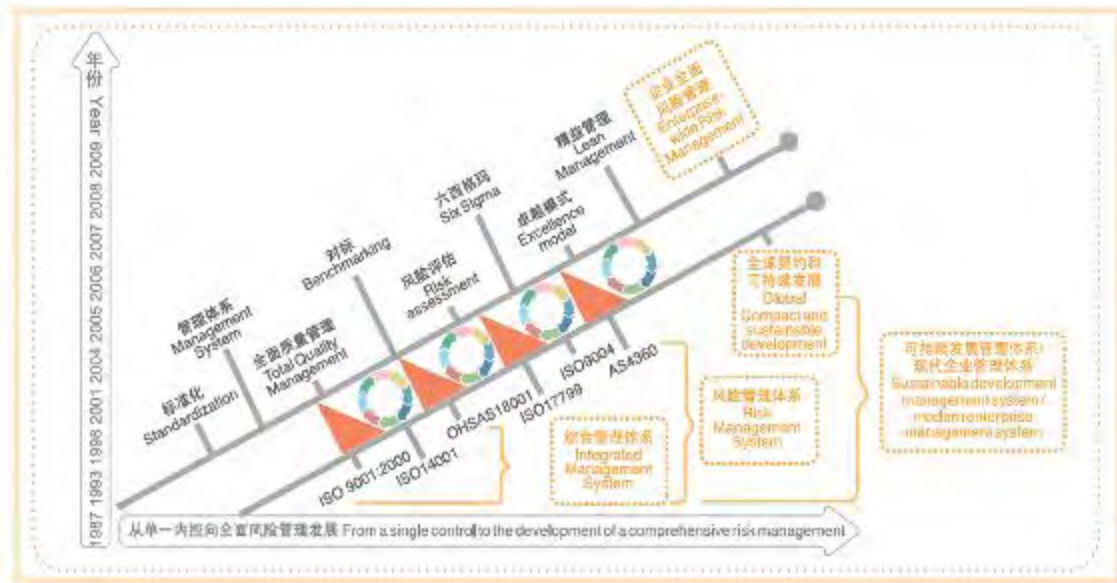 年份 Year
1987 1993 1998 2001 2004 2005 2006 2007 2008 2009
标准化
Standardization
管理体系
Management
System
全面质量管理
Total Quality
Management
对标
Benchmarking
风险评估
Risk
assessment
六西格玛
Six Sigma
卓越模式
Excellence
model
精益管理
Lean
Management
企业全面
风险管理
Enterprise-
wide Risk
Management
ISO 9001:2000
ISO14001
OHSAS18001
ISO17799
ISO9004
AS4360
综合管理体系
Integrated
Management
System
风险管理体系
Risk
Management
System
全球契约和
可持续发展
Global
Compact and
sustainable
development
可持续发展管理体系/
现代企业管理体系
Sustainable development
management system /
modern enterprise
management system
从单一内控向全面风险管理发展 From a single control to the development of a comprehensive risk management